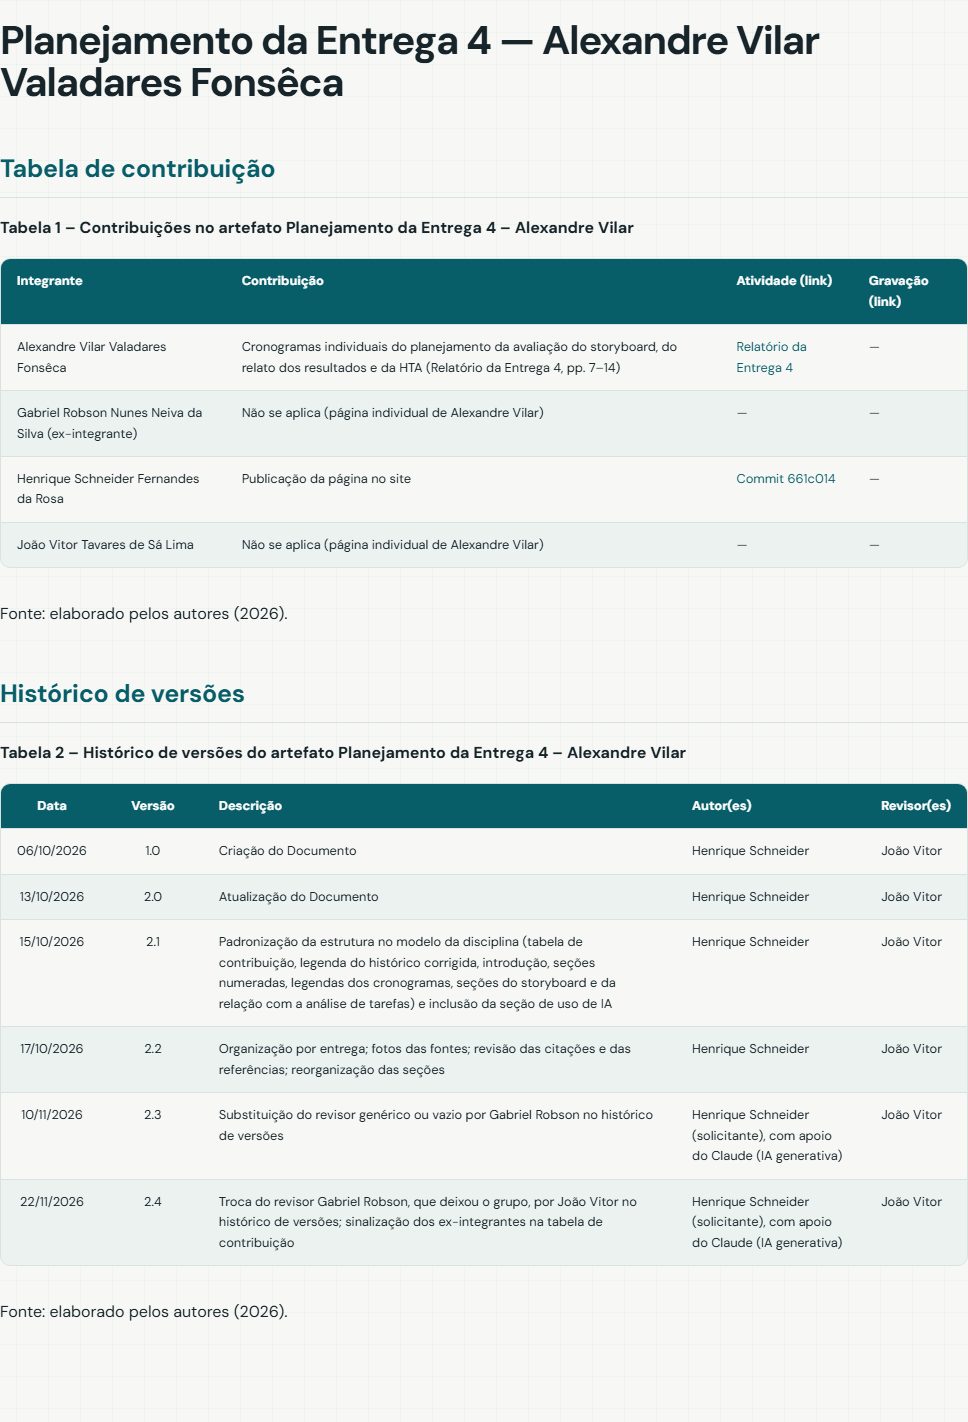 Planejamento da Entrega 4 — Alexandre Vilar
Valadares Fonsêca
Tabela de contribuição
Tabela 1 – Contribuições no artefato Planejamento da Entrega 4 – Alexandre Vilar
Integrante Contribuição Atividade (link) Gravação
(link)
Alexandre Vilar Valadares Cronogramas individuais do planejamento da avaliação do storyboard, do Relatório da —
Fonsêca relato dos resultados e da HTA (Relatório da Entrega 4, pp. 7–14) Entrega 4
Gabriel Robson Nunes Neiva da Não se aplica (página individual de Alexandre Vilar) — —
Silva (ex-integrante)
Henrique Schneider Fernandes Publicação da página no site Commit 661c014 —
da Rosa
João Vitor Tavares de Sá Lima Não se aplica (página individual de Alexandre Vilar) — —
Fonte: elaborado pelos autores (2026).
Histórico de versões
Tabela 2 – Histórico de versões do artefato Planejamento da Entrega 4 – Alexandre Vilar
Data Versão Descrição Autor(es) Revisor(es)
06/10/2026 1.0 Criação do Documento Henrique Schneider João Vitor
13/10/2026 2.0 Atualização do Documento Henrique Schneider João Vitor
15/10/2026 2.1 Padronização da estrutura no modelo da disciplina (tabela de Henrique Schneider João Vitor
contribuição, legenda do histórico corrigida, introdução, seções
numeradas, legendas dos cronogramas, seções do storyboard e da
relação com a análise de tarefas) e inclusão da seção de uso de IA
17/10/2026 2.2 Organização por entrega; fotos das fontes; revisão das citações e das Henrique Schneider João Vitor
referências; reorganização das seções
10/11/2026 2.3 Substituição do revisor genérico ou vazio por Gabriel Robson no histórico Henrique Schneider João Vitor
de versões (solicitante), com apoio
do Claude (IA generativa)
22/11/2026 2.4 Troca do revisor Gabriel Robson, que deixou o grupo, por João Vitor no Henrique Schneider João Vitor
histórico de versões; sinalização dos ex-integrantes na tabela de (solicitante), com apoio
contribuição do Claude (IA generativa)
Fonte: elaborado pelos autores (2026).